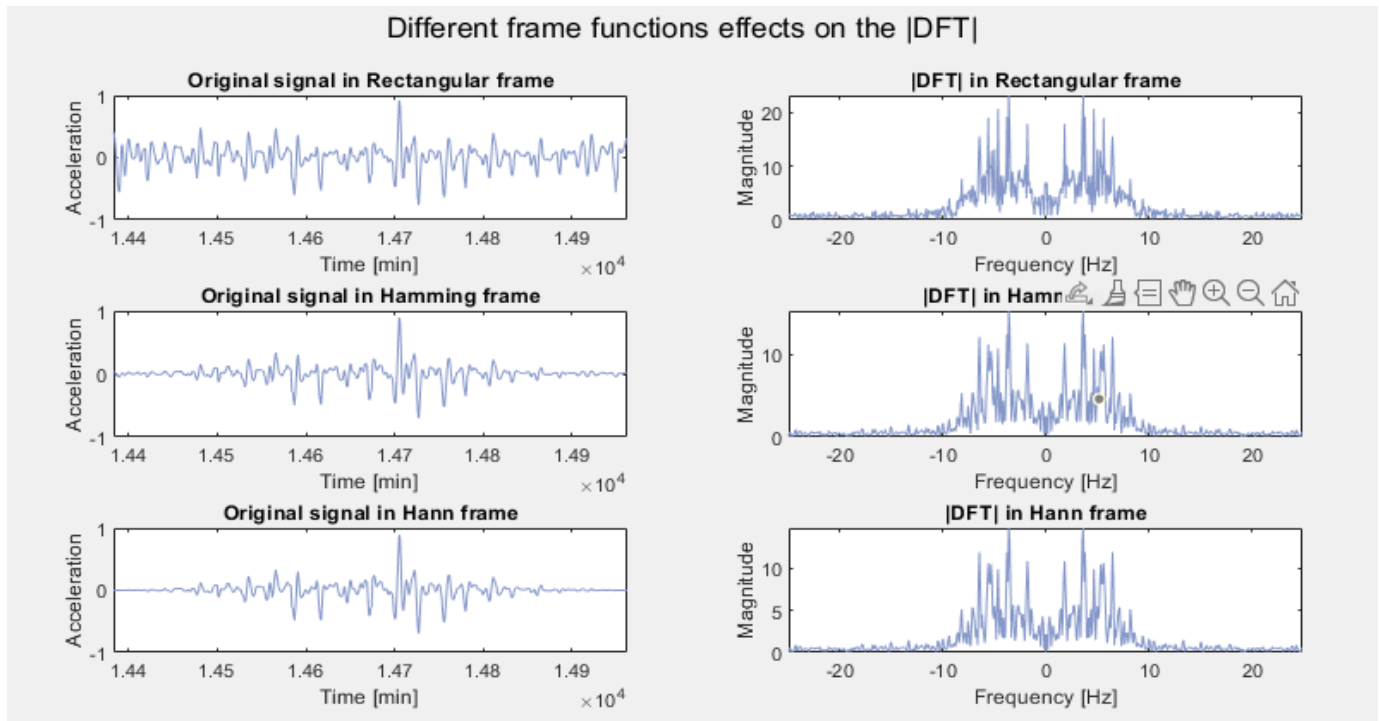 Different frame functions effects on the |DFT|
Original signal in Rectangular frame
Acceleration
1
0
-1
1.44 1.45 1.46 1.47 1.48 1.49
Time [min]
×10⁴
|DFT| in Rectangular frame
Magnitude
20
10
0
-20 -10 0 10 20
Frequency [Hz]
Original signal in Hamming frame
Acceleration
1
0
-1
1.44 1.45 1.46 1.47 1.48 1.49
Time [min]
×10⁴
|DFT| in Hamm
Magnitude
10
0
-20 -10 0 10 20
Frequency [Hz]
Original signal in Hann frame
Acceleration
1
0
-1
1.44 1.45 1.46 1.47 1.48 1.49
Time [min]
×10⁴
|DFT| in Hann frame
Magnitude
10
5
0
-20 -10 0 10 20
Frequency [Hz]